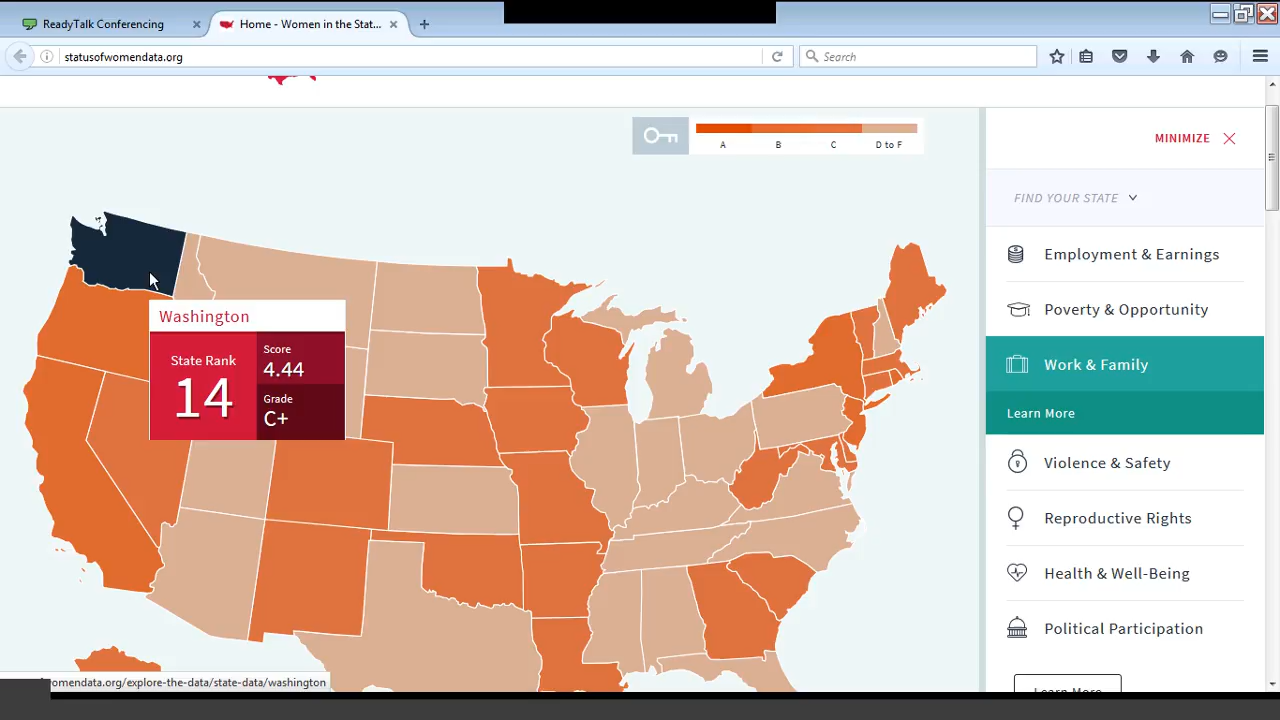 ReadyTalk Conferencing
Home - Women in the Stat...
statusofwomendata.org
Search
A B C D to F
MINIMIZE
FIND YOUR STATE
Employment & Earnings
Poverty & Opportunity
Work & Family
Learn More
Violence & Safety
Reproductive Rights
Health & Well-Being
Political Participation
Learn More
Washington
State Rank
14
Score
4.44
Grade
C+
omendata.org/explore-the-data/state-data/washington